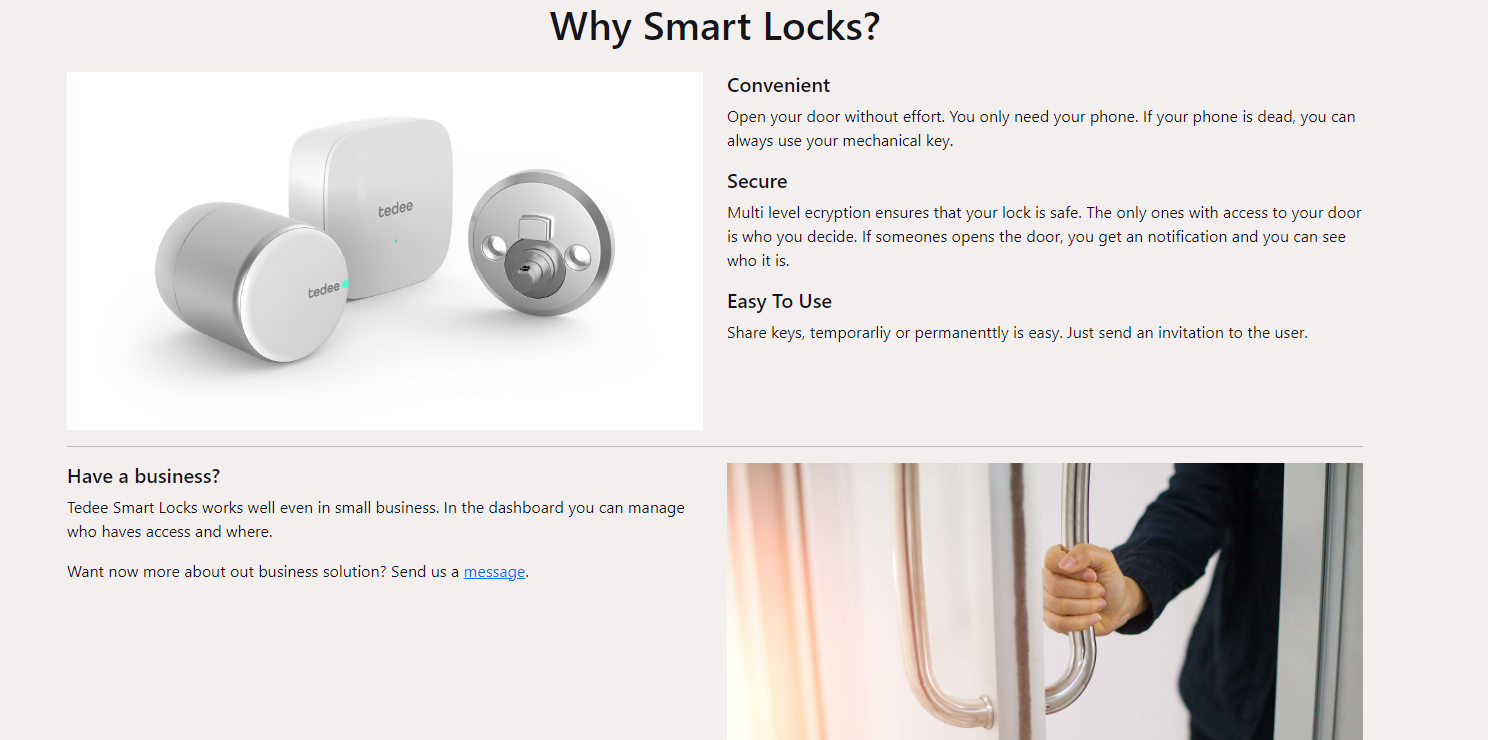 Why Smart Locks?
tedee
tedee
Convenient
Open your door without effort. You only need your phone. If your phone is dead, you can
always use your mechanical key.
Secure
Multi level ecryption ensures that your lock is safe. The only ones with access to your door
is who you decide. If someones opens the door, you get an notification and you can see
who it is.
Easy To Use
Share keys, temporarliy or permanenttly is easy. Just send an invitation to the user.
Have a business?
Tedee Smart Locks works well even in small business. In the dashboard you can manage
who haves access and where.
Want now more about out business solution? Send us a message.